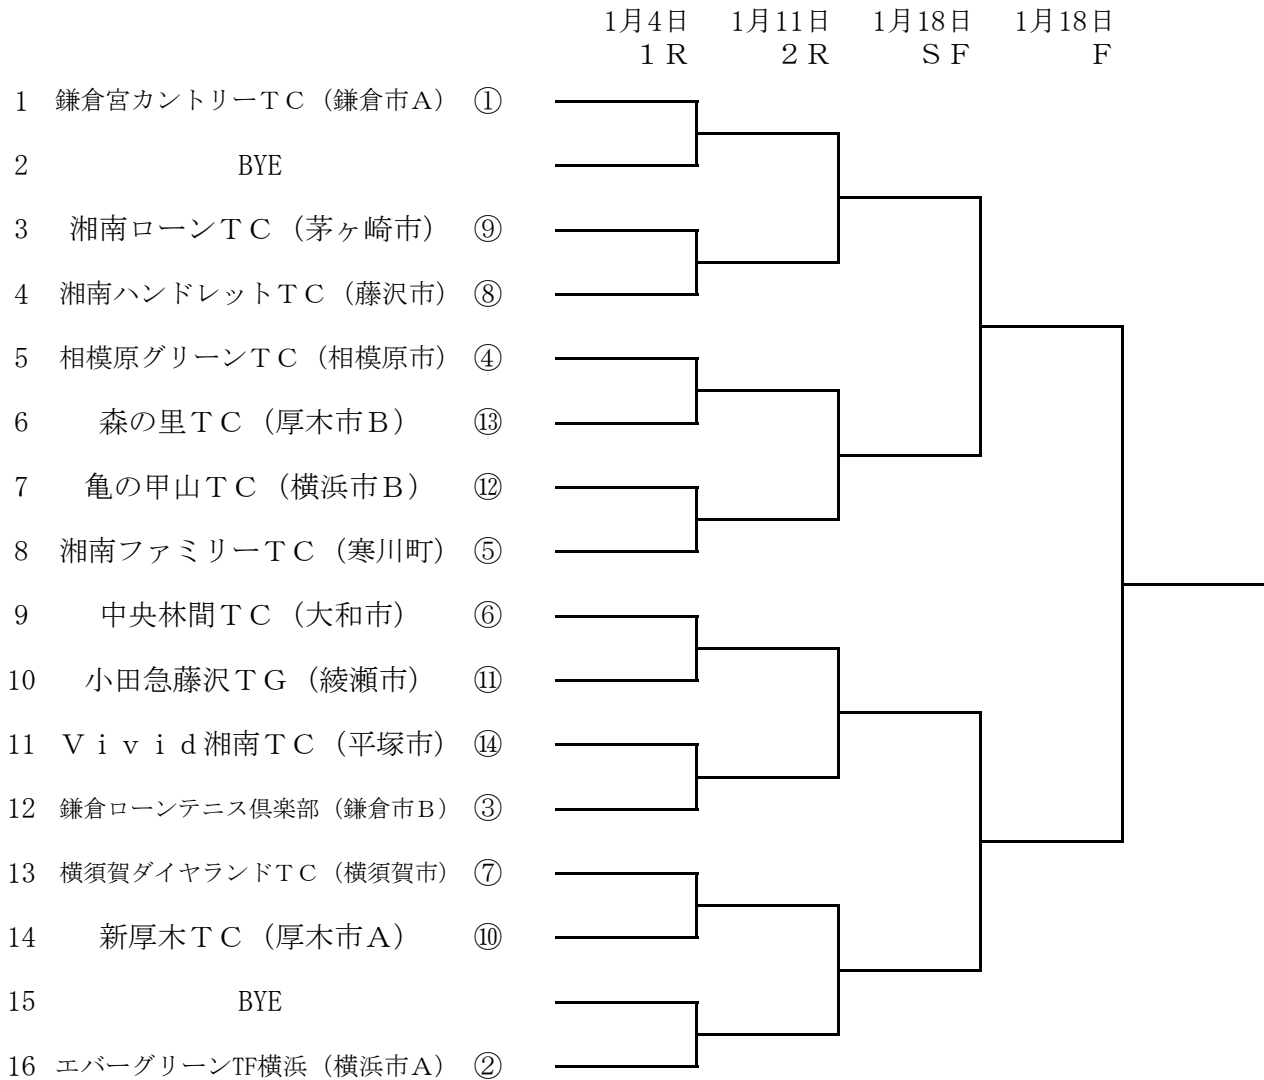 1月4日 1月11日 1月18日 1月18日
１Ｒ ２Ｒ ＳＦ Ｆ
1 鎌倉宮カントリーＴＣ（鎌倉市Ａ） ①
2 BYE
3 湘南ローンＴＣ（茅ヶ崎市） ⑨
4 湘南ハンドレットＴＣ（藤沢市） ⑧
5 相模原グリーンＴＣ（相模原市） ④
6 森の里ＴＣ（厚木市Ｂ） ⑬
7 亀の甲山ＴＣ（横浜市Ｂ） ⑫
8 湘南ファミリーＴＣ（寒川町） ⑤
9 中央林間ＴＣ（大和市） ⑥
10 小田急藤沢ＴＧ（綾瀬市） ⑪
11 Ｖｉｖｉｄ湘南ＴＣ（平塚市） ⑭
12 鎌倉ローンテニス倶楽部（鎌倉市Ｂ） ③
13 横須賀ダイヤランドＴＣ（横須賀市） ⑦
14 新厚木ＴＣ（厚木市Ａ） ⑩
15 BYE
16 エバーグリーンTF横浜（横浜市Ａ） ②